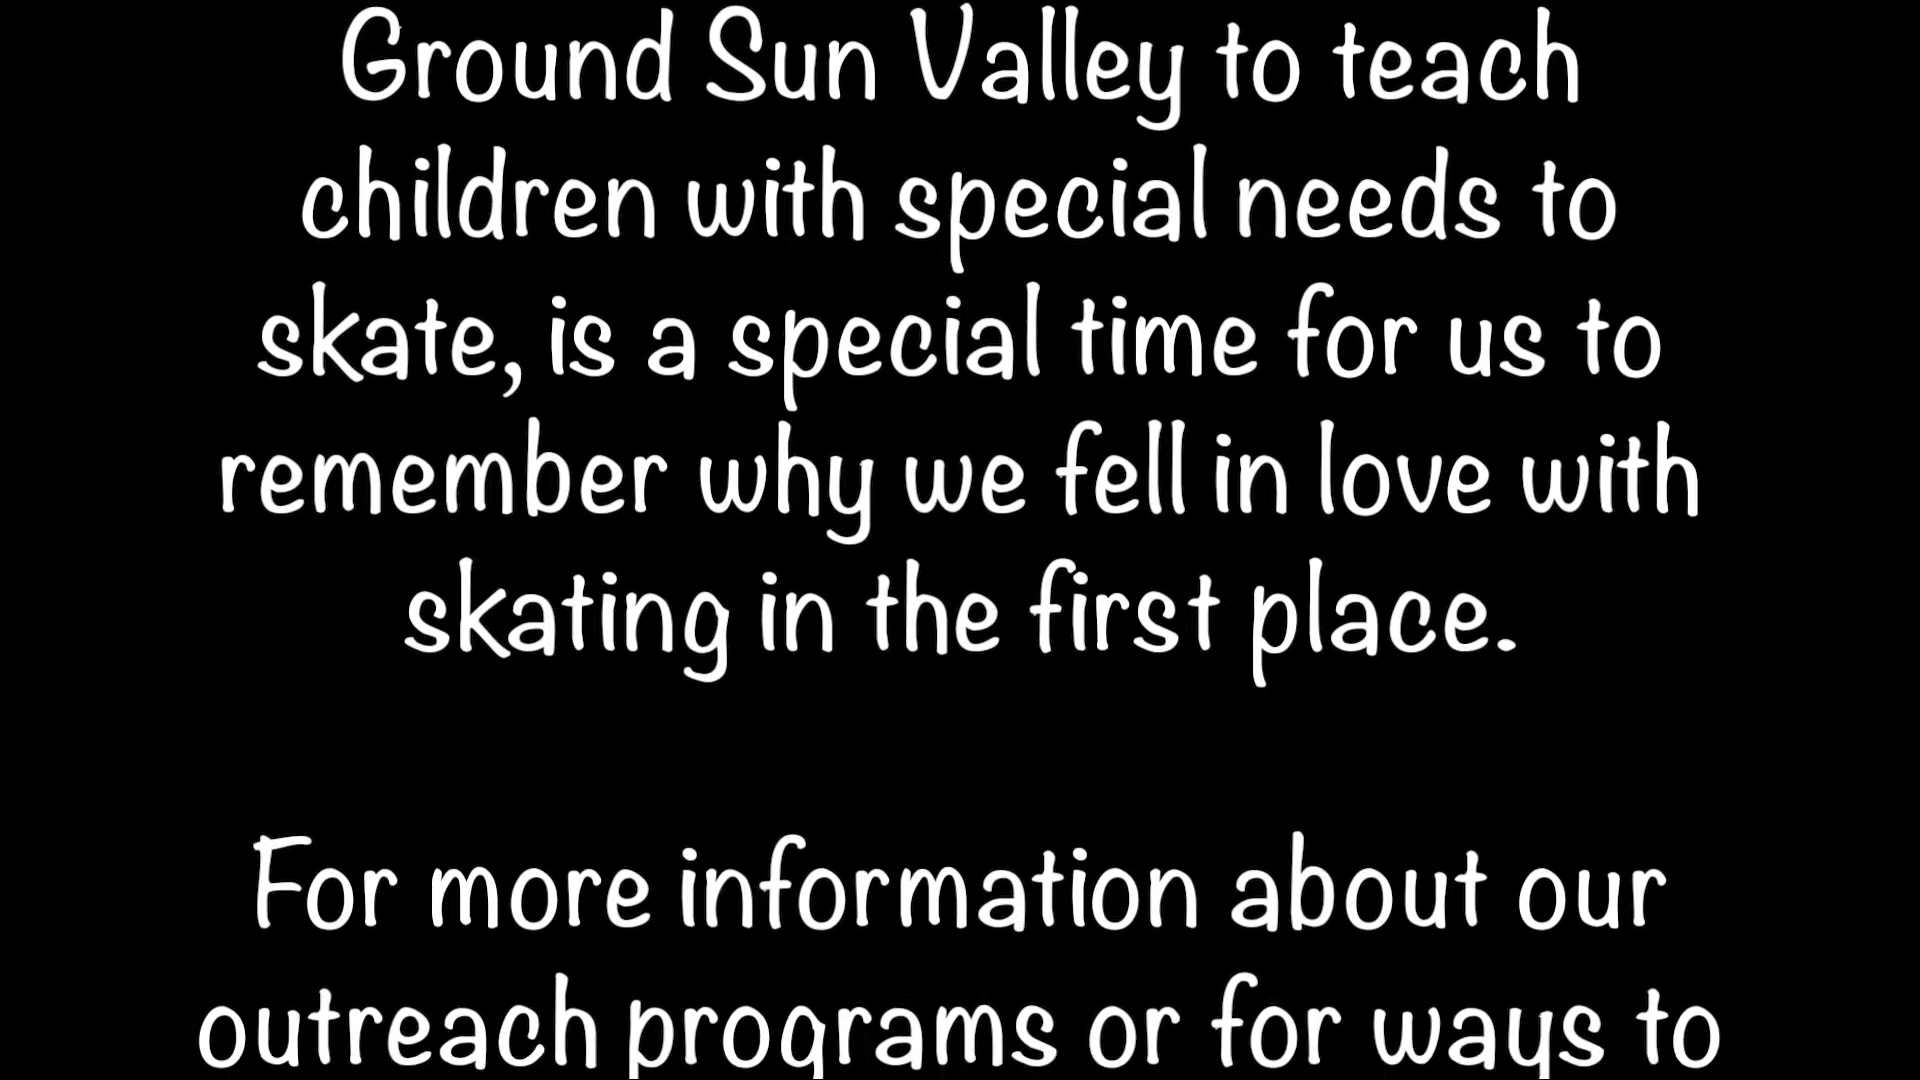 Ground Sun Valley to teach
children with special needs to
skate, is a special time for us to
remember why we fell in love with
skating in the first place.
For more information about our
outreach programs or for ways to